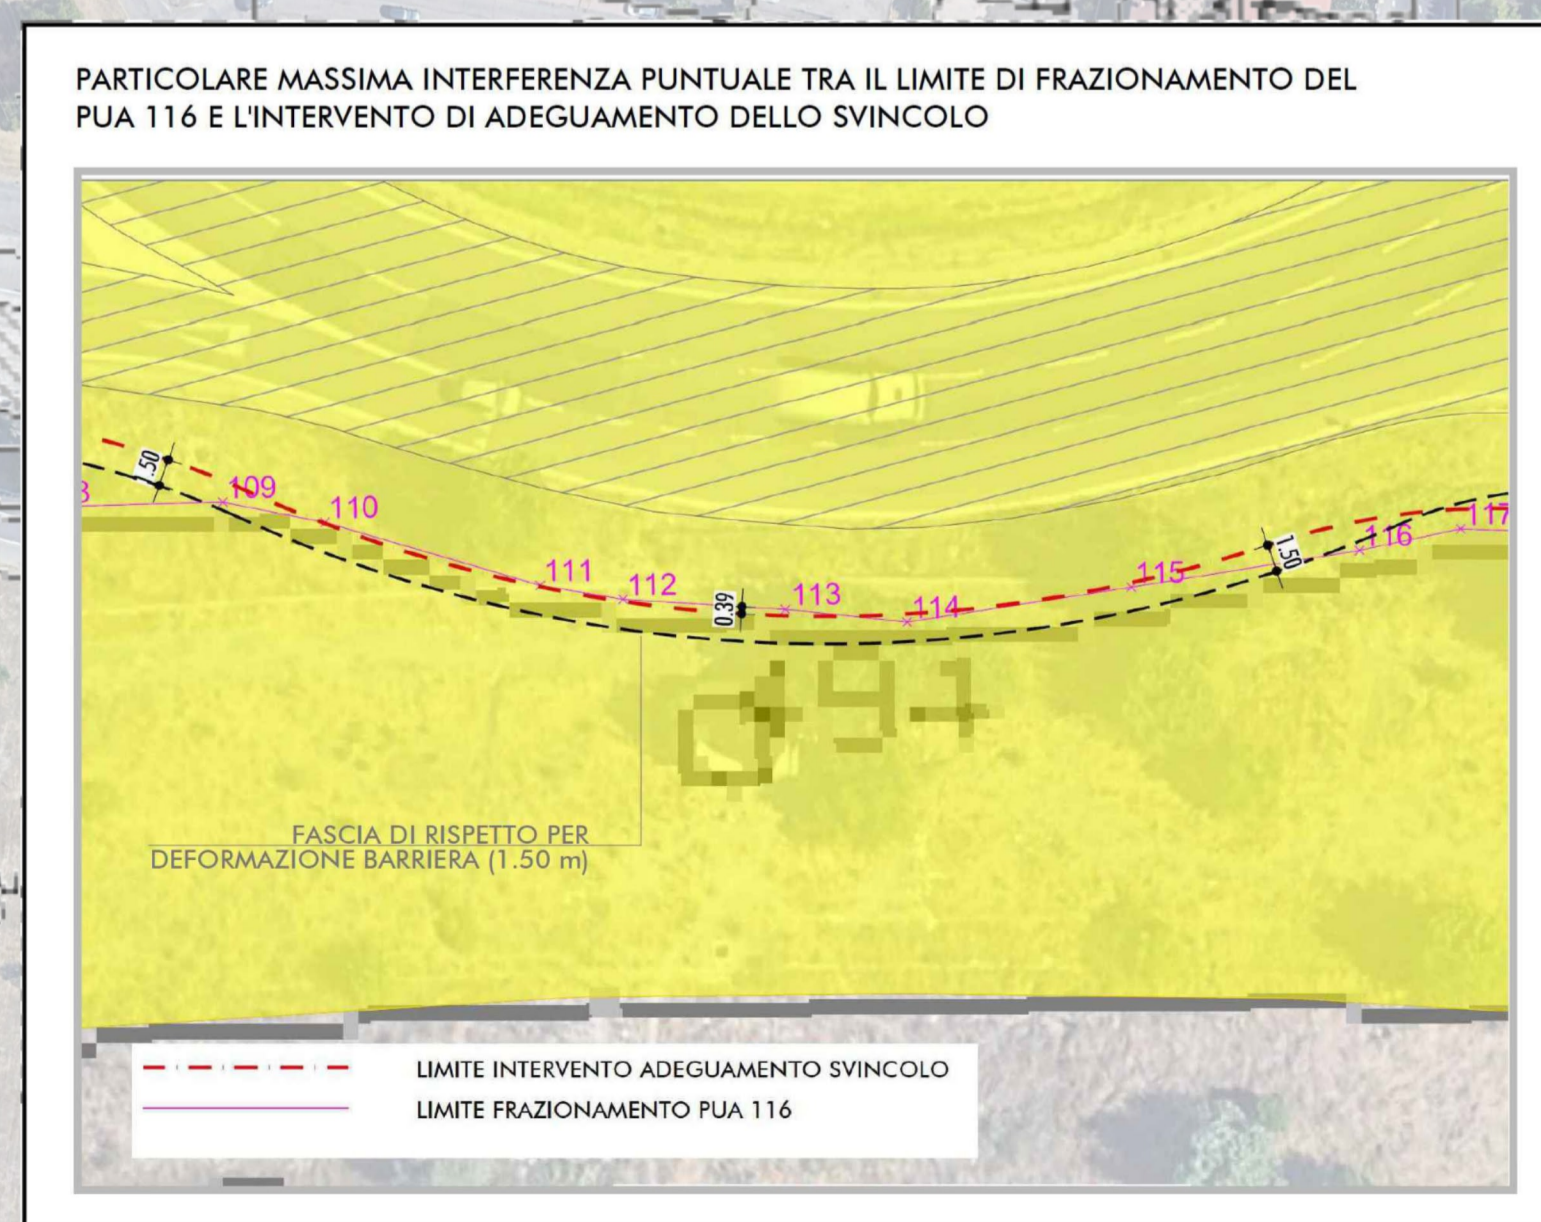 PARTICOLARE MASSIMA INTERFERENZA PUNTUALE TRA IL LIMITE DI FRAZIONAMENTO DEL
PUA 116 E L'INTERVENTO DI ADEGUAMENTO DELLO SVINCOLO
1.50
109
110
111
112
0.39
113
114
115
1.50
116
117
FASCIA DI RISPETTO PER
DEFORMAZIONE BARRIERA (1.50 m)
LIMITE INTERVENTO ADEGUAMENTO SVINCOLO
LIMITE FRAZIONAMENTO PUA 116